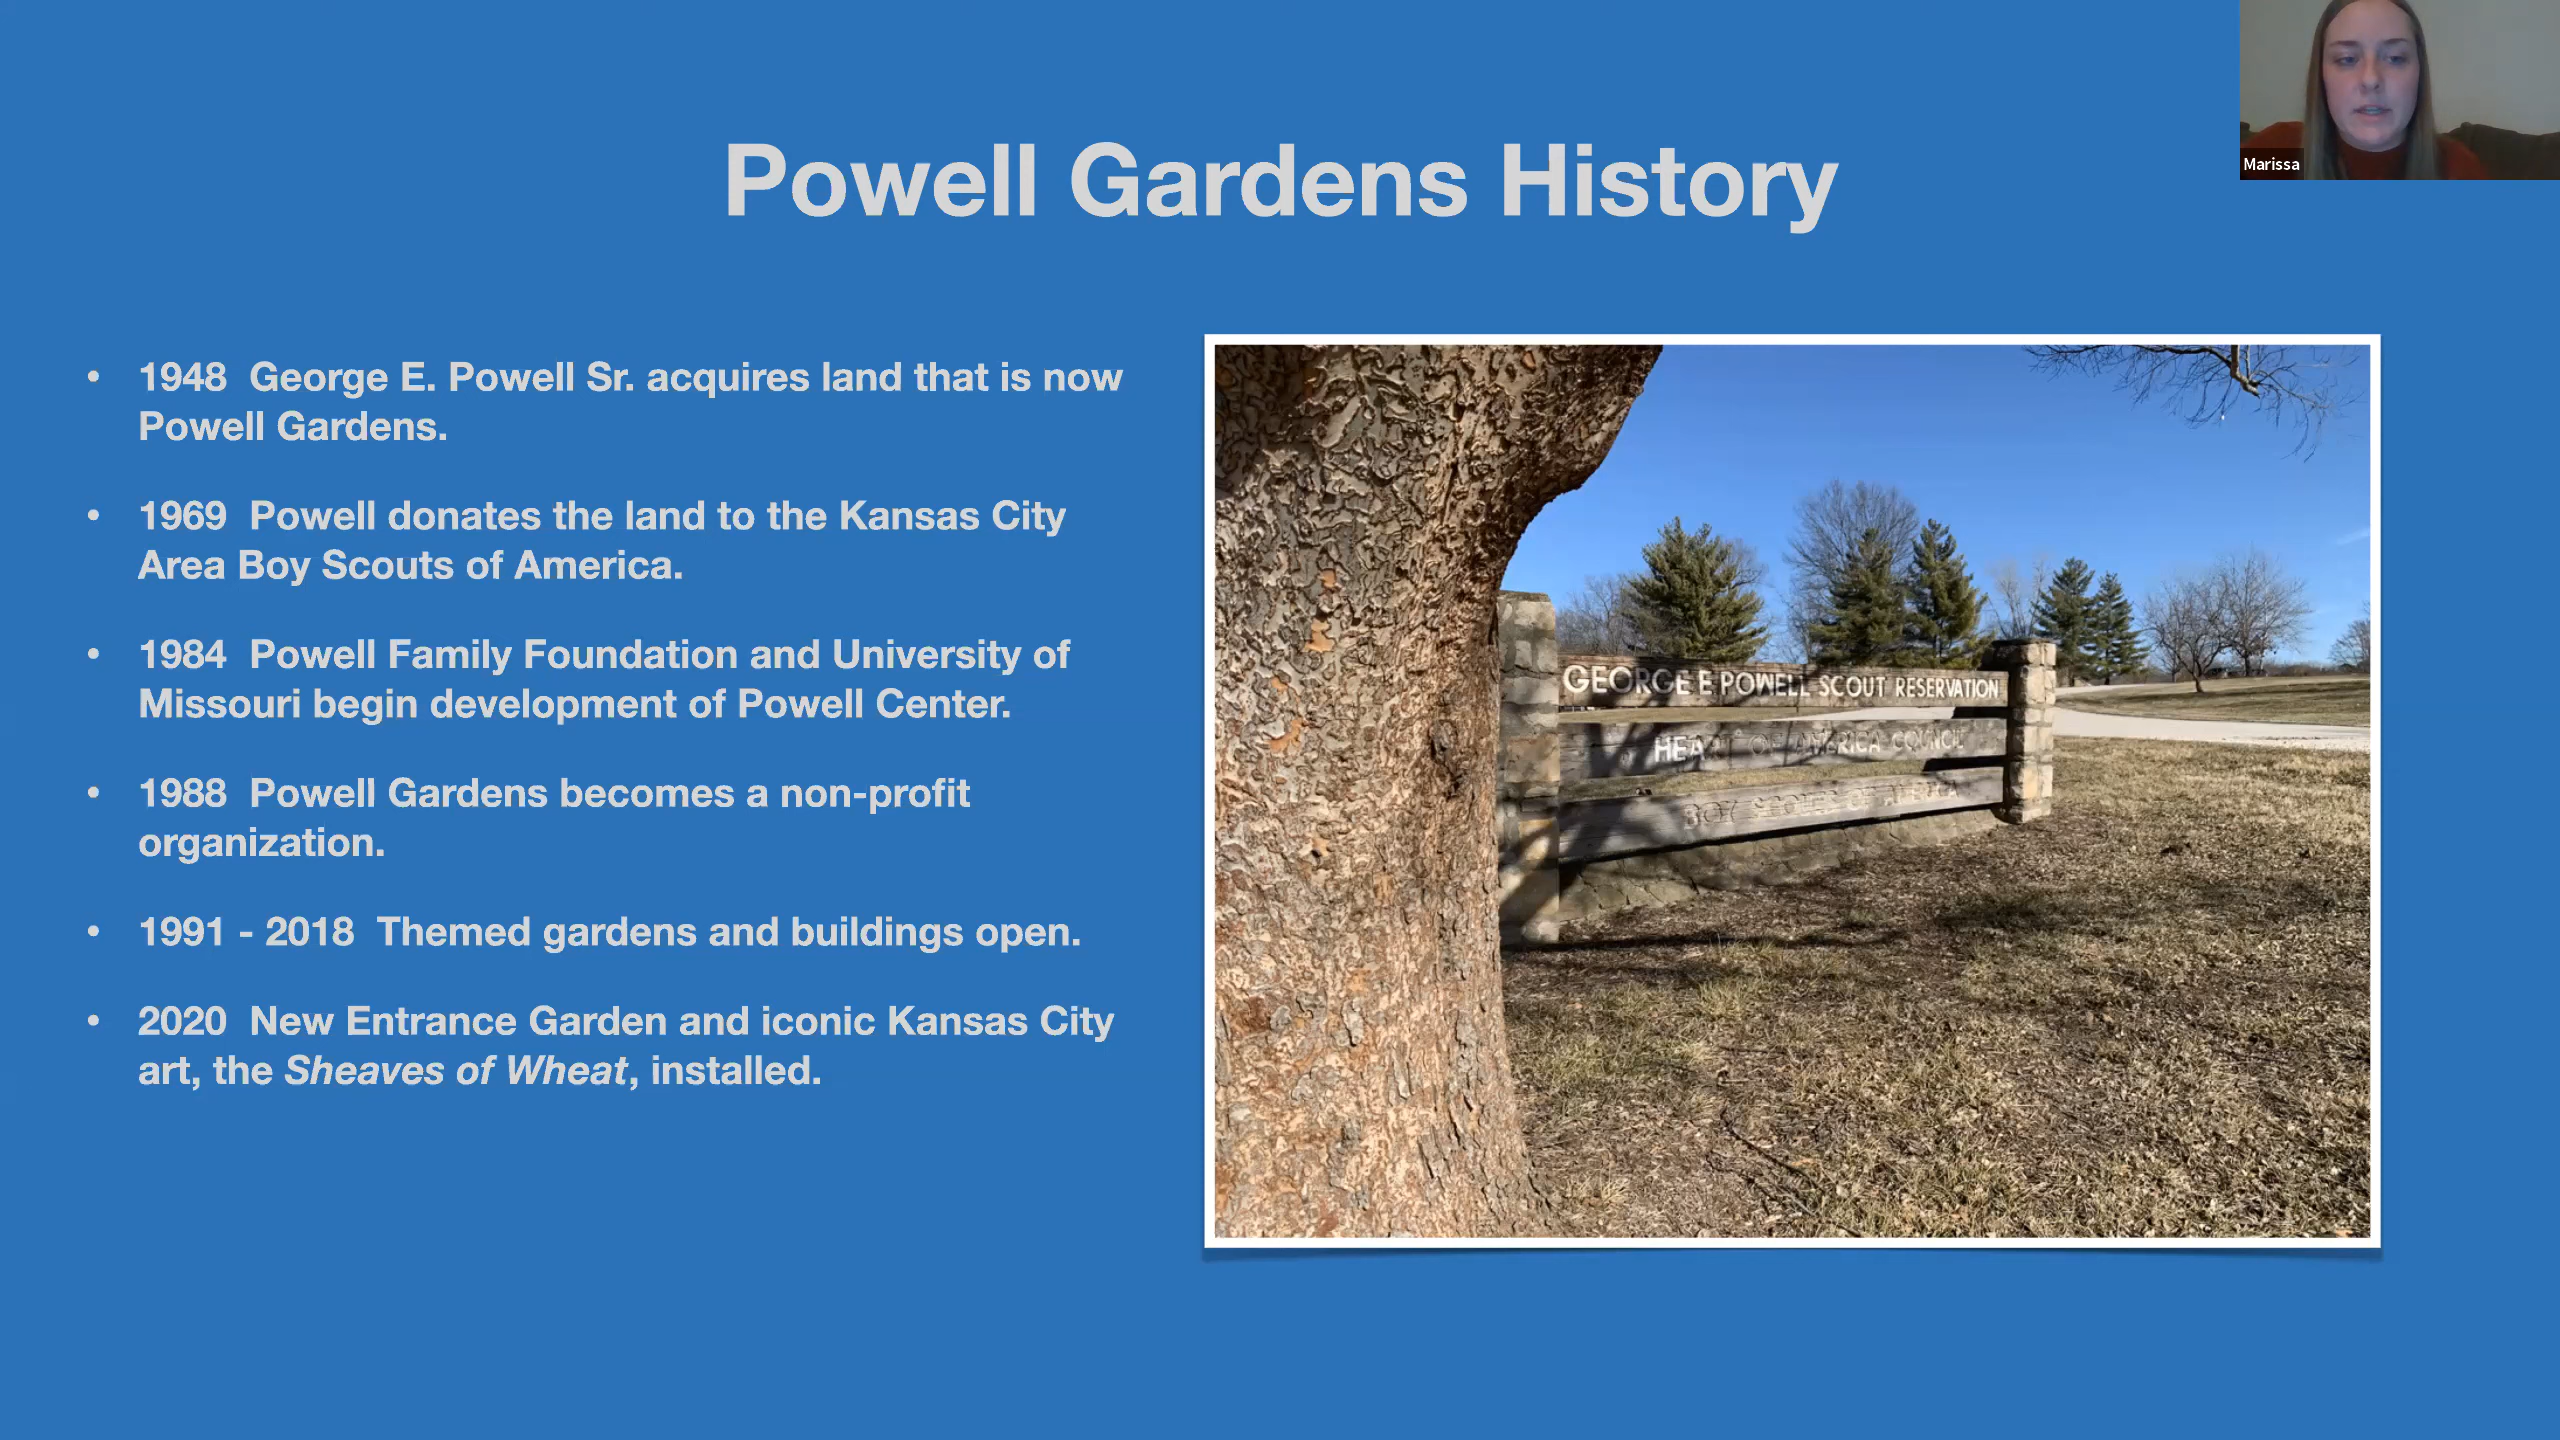 Marissa
Powell Gardens History
• 1948 George E. Powell Sr. acquires land that is now
Powell Gardens.
• 1969 Powell donates the land to the Kansas City
Area Boy Scouts of America.
• 1984 Powell Family Foundation and University of
Missouri begin development of Powell Center.
• 1988 Powell Gardens becomes a non-profit
organization.
• 1991 - 2018 Themed gardens and buildings open.
• 2020 New Entrance Garden and iconic Kansas City
art, the Sheaves of Wheat, installed.
GEORGE E POWELL SCOUT RESERVATION
HEART OF AMERICA COUNCIL
BOY SCOUTS OF AMERICA